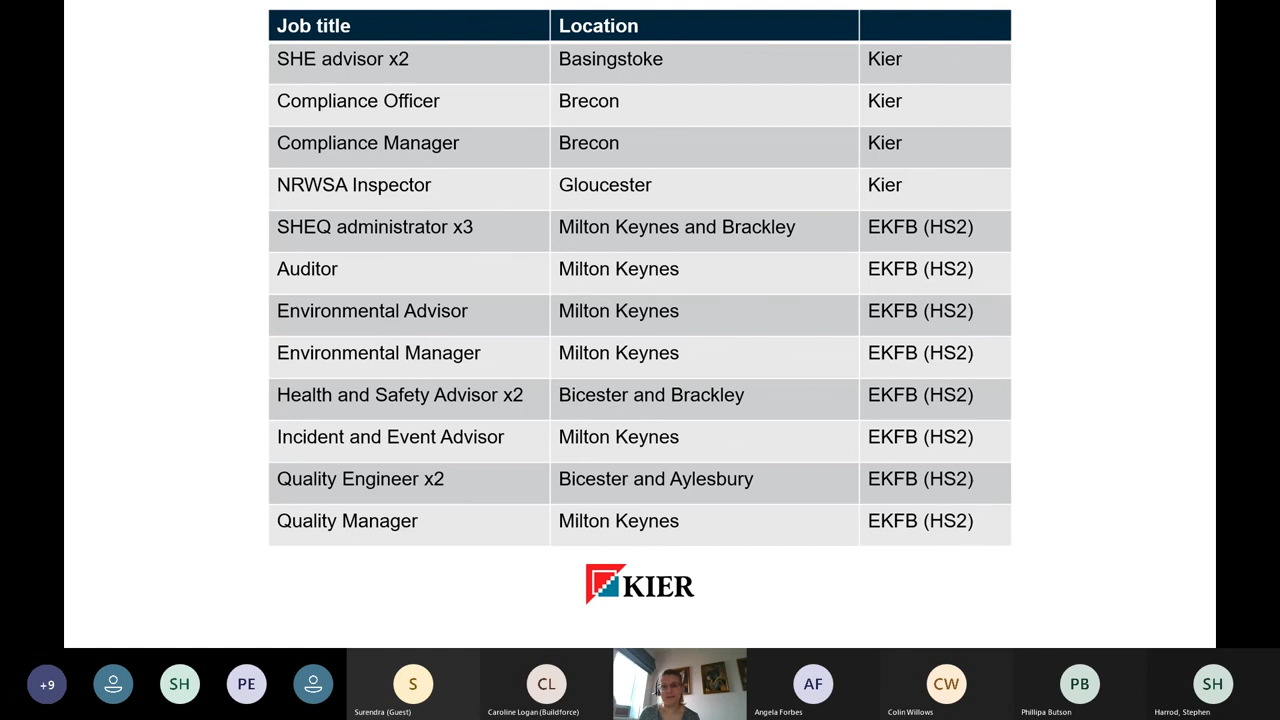 Job title Location
SHE advisor x2 Basingstoke Kier
Compliance Officer Brecon Kier
Compliance Manager Brecon Kier
NRWSA Inspector Gloucester Kier
SHEQ administrator x3 Milton Keynes and Brackley EKFB (HS2)
Auditor Milton Keynes EKFB (HS2)
Environmental Advisor Milton Keynes EKFB (HS2)
Environmental Manager Milton Keynes EKFB (HS2)
Health and Safety Advisor x2 Bicester and Brackley EKFB (HS2)
Incident and Event Advisor Milton Keynes EKFB (HS2)
Quality Engineer x2 Bicester and Aylesbury EKFB (HS2)
Quality Manager Milton Keynes EKFB (HS2)
KIER
+9 SH PE S CL AF CW PB SH
Surendra (Guest) Caroline Logan (Buildforce) Angela Forbes Colin Willows Phillipa Butson Harrod, Stephen